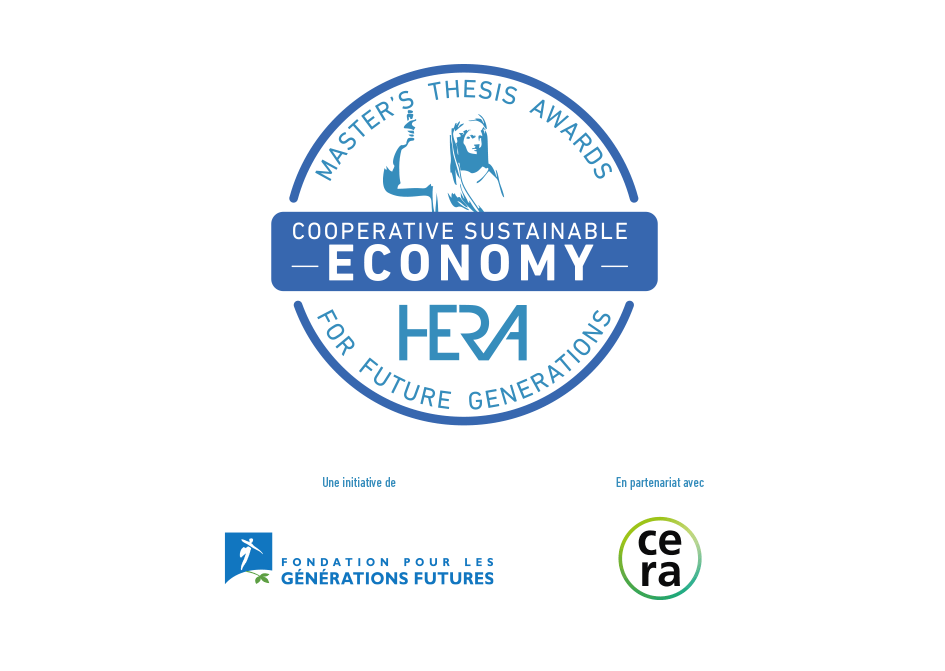 MASTER'S THESIS AWARDS
COOPERATIVE SUSTAINABLE
ECONOMY
HERA
FOR FUTURE GENERATIONS
Une initiative de
FONDATION POUR LES
GÉNÉRATIONS FUTURES
En partenariat avec
ce
ra